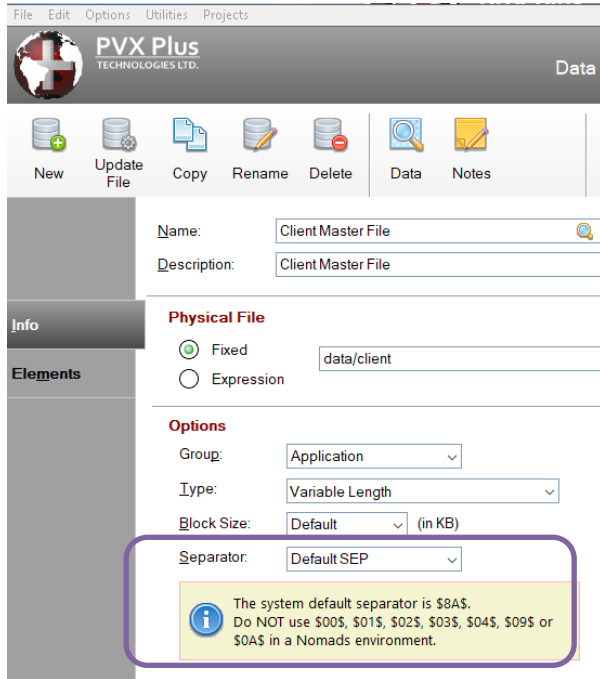 File Edit Options Utilities Projects
PVX Plus
TECHNOLOGIES LTD.
Data
New
Update
File
Copy
Rename
Delete
Data
Notes
Name:
Client Master File
Description:
Client Master File
Info
Elements
Physical File
Fixed
Expression
data/client
Options
Group:
Application
Type:
Variable Length
Block Size:
Default
(in KB)
Separator:
Default SEP
The system default separator is $8A$.
Do NOT use $00$, $01$, $02$, $03$, $04$, $09$ or
$0A$ in a Nomads environment.